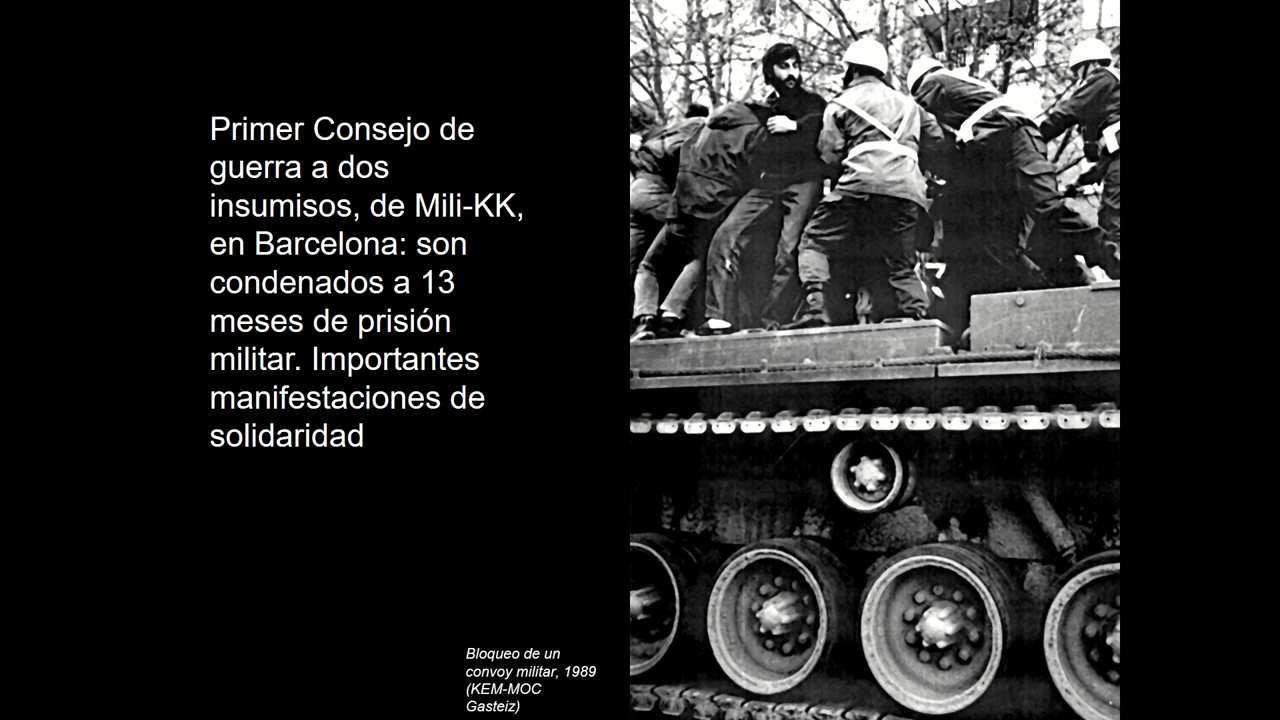 Primer Consejo de
guerra a dos
insumisos, de Mili-KK,
en Barcelona: son
condenados a 13
meses de prisión
militar. Importantes
manifestaciones de
solidaridad
Bloqueo de un
convoy militar, 1989
(KEM-MOC
Gasteiz)